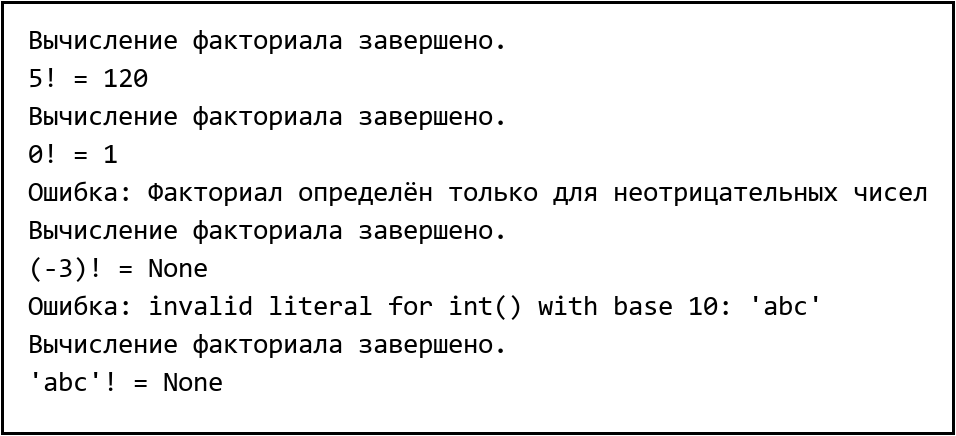 Вычисление факториала завершено.
5! = 120
Вычисление факториала завершено.
0! = 1
Ошибка: Факториал определён только для неотрицательных чисел
Вычисление факториала завершено.
(-3)! = None
Ошибка: invalid literal for int() with base 10: 'abc'
Вычисление факториала завершено.
'abc'! = None